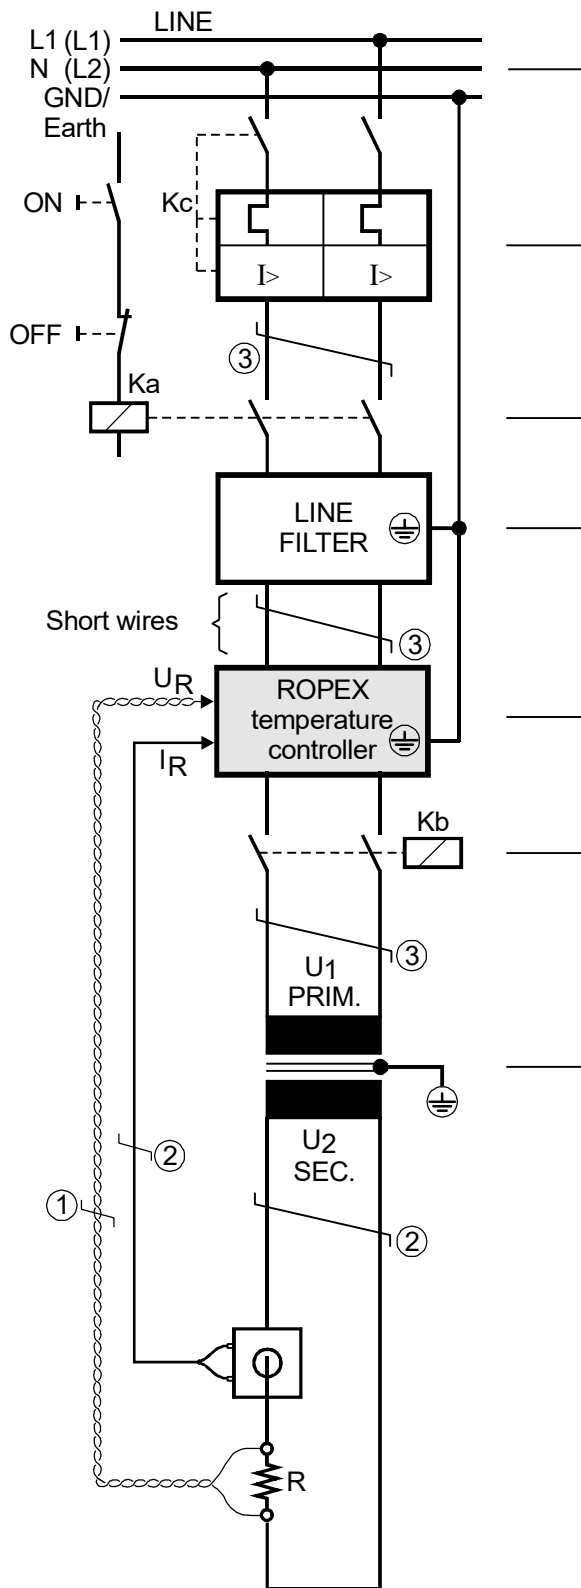 LINE
L1 (L1)
N (L2)
GND/
Earth
ON
Kc
I>
I>
OFF
3
Ka
LINE
FILTER
Short wires
3
UR
ROPEX
temperature
controller
IR
Kb
3
U1
PRIM.
U2
SEC.
2
1
2
R